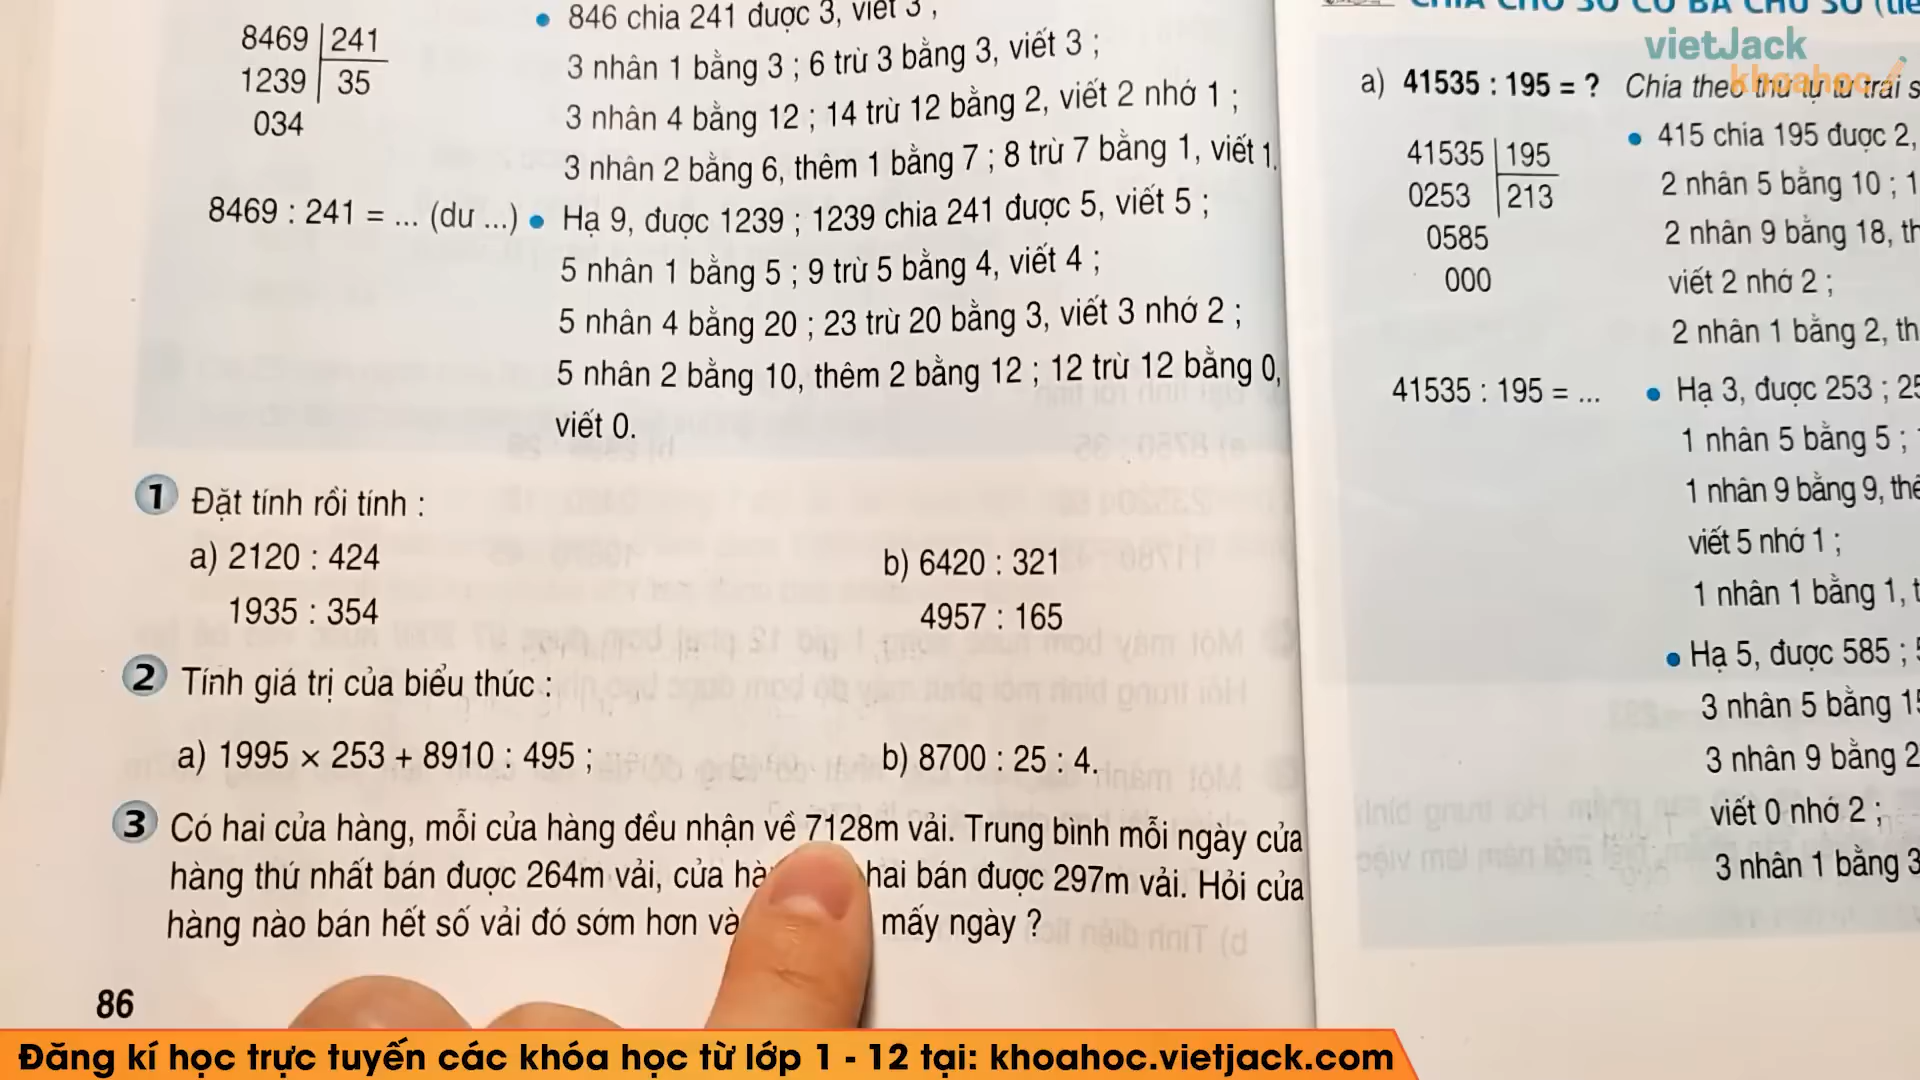 846 chia 241 được 3, viết 3 ;
8469 241
3 nhân 1 bằng 3 ; 6 trừ 3 bằng 3, viết 3 ;
1239 35
3 nhân 4 bằng 12 ; 14 trừ 12 bằng 2, viết 2 nhớ 1 ;
034
3 nhân 2 bằng 6, thêm 1 bằng 7 ; 8 trừ 7 bằng 1, viết 1.
8469 : 241 = ... (dư ...) • Hạ 9, được 1239 ; 1239 chia 241 được 5, viết 5 ;
5 nhân 1 bằng 5 ; 9 trừ 5 bằng 4, viết 4 ;
5 nhân 4 bằng 20 ; 23 trừ 20 bằng 3, viết 3 nhớ 2 ;
5 nhân 2 bằng 10, thêm 2 bằng 12 ; 12 trừ 12 bằng 0,
viết 0.
1 Đặt tính rồi tính :
a) 2120 : 424 b) 6420 : 321
1935 : 354 4957 : 165
2 Tính giá trị của biểu thức :
a) 1995 × 253 + 8910 : 495 ; b) 8700 : 25 : 4.
3 Có hai cửa hàng, mỗi cửa hàng đều nhận về 7128m vải. Trung bình mỗi ngày cửa
hàng thứ nhất bán được 264m vải, cửa hai bán được 297m vải. Hỏi cửa
hàng nào bán hết số vải đó sớm hơn và mấy ngày ?
86
CHIA CHO SỐ CÓ BA CHỮ SỐ
vietJack
khoahoc
a) 41535 : 195 = ? Chia theo thứ tự từ trái
• 415 chia 195 được 2,
41535 195
2 nhân 5 bằng 10 ;
0253 213
2 nhân 9 bằng 18,
0585
viết 2 nhớ 2 ;
000
2 nhân 1 bằng 2,
41535 : 195 = ... • Hạ 3, được 253 ;
1 nhân 5 bằng 5 ;
1 nhân 9 bằng 9,
viết 5 nhớ 1 ;
1 nhân 1 bằng 1,
• Hạ 5, được 585 ;
3 nhân 5 bằng
3 nhân 9 bằng
viết 0 nhớ 2 ;
3 nhân 1 bằng
Đăng kí học trực tuyến các khóa học từ lớp 1 - 12 tại: khoahoc.vietjack.com